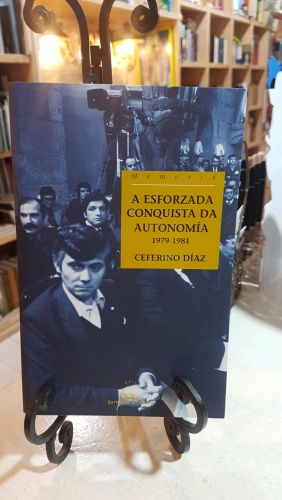 Memoria
A ESFORZADA
CONQUISTA DA
AUTONOMÍA
1979-1981
CEFERINO DÍAZ